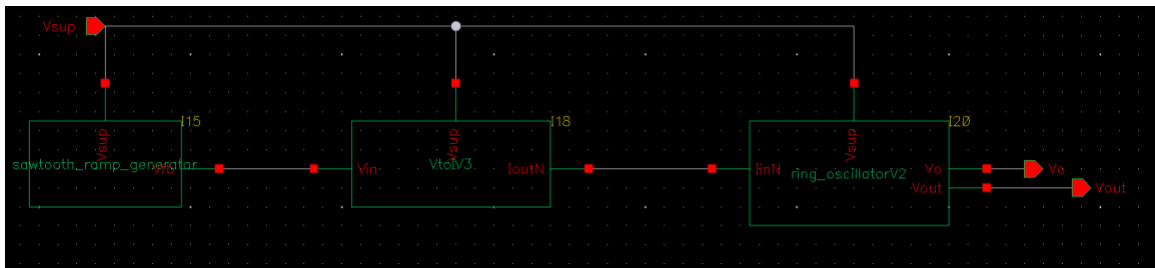 Vsup
I15
I18
I20
Vsup
Vsup
Vsup
sawtooth_ramp_generator
Vin
VtoIV3
IoutN
IinN
ring_oscillatorV2
Vo
Vo
Vout
Vout